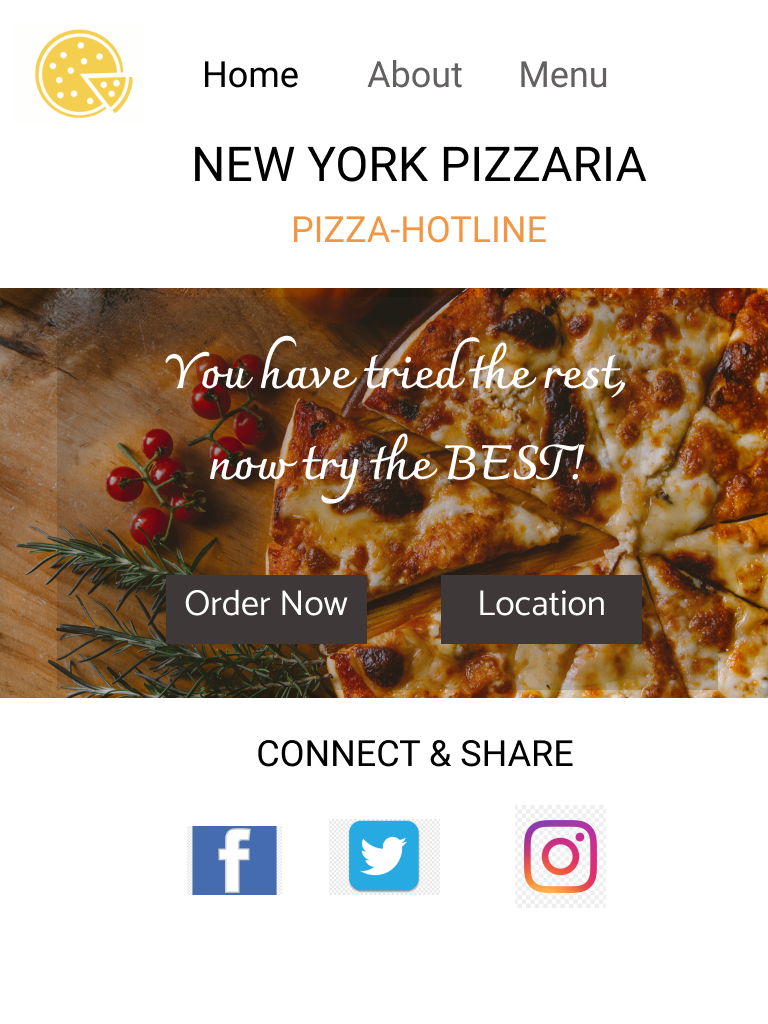 Home About Menu
NEW YORK PIZZARIA
PIZZA-HOTLINE
You have tried the rest,
now try the BEST!
Order Now Location
CONNECT & SHARE